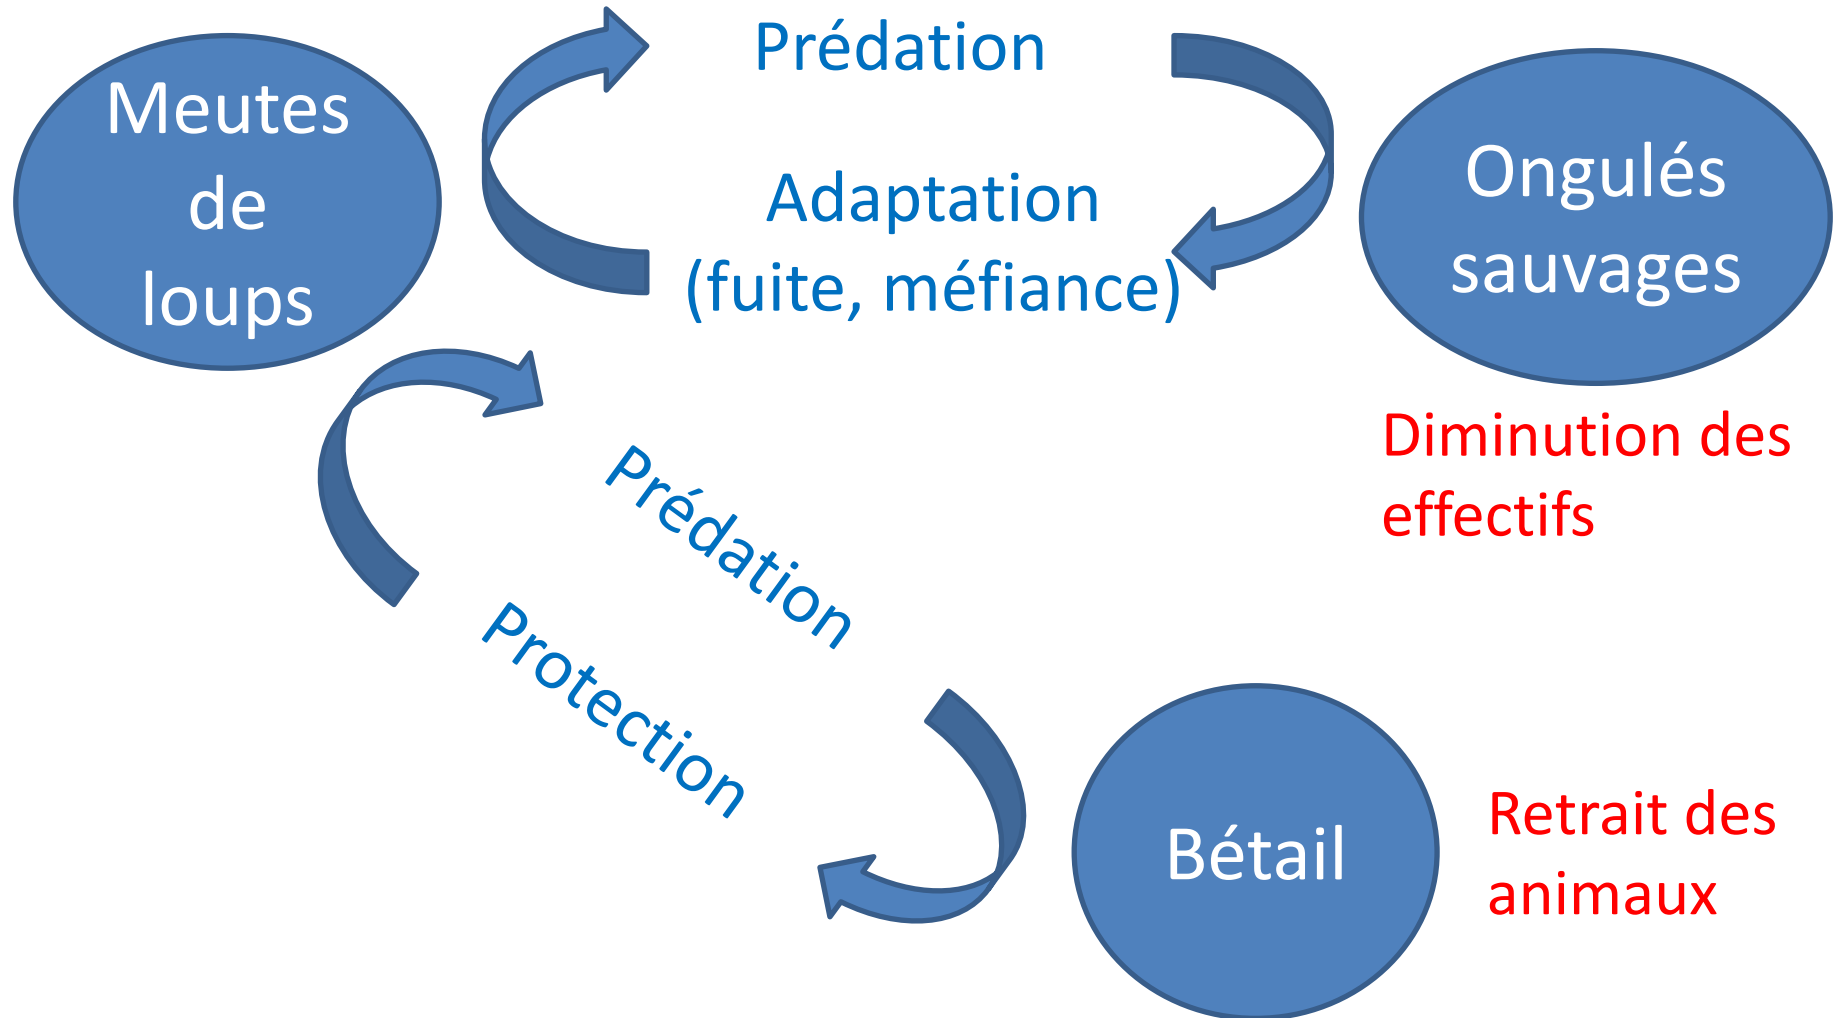 Meutes
de
loups
Prédation
Adaptation
(fuite, méfiance)
Ongulés
sauvages
Diminution des
effectifs
Prédation
Protection
Bétail
Retrait des
animaux